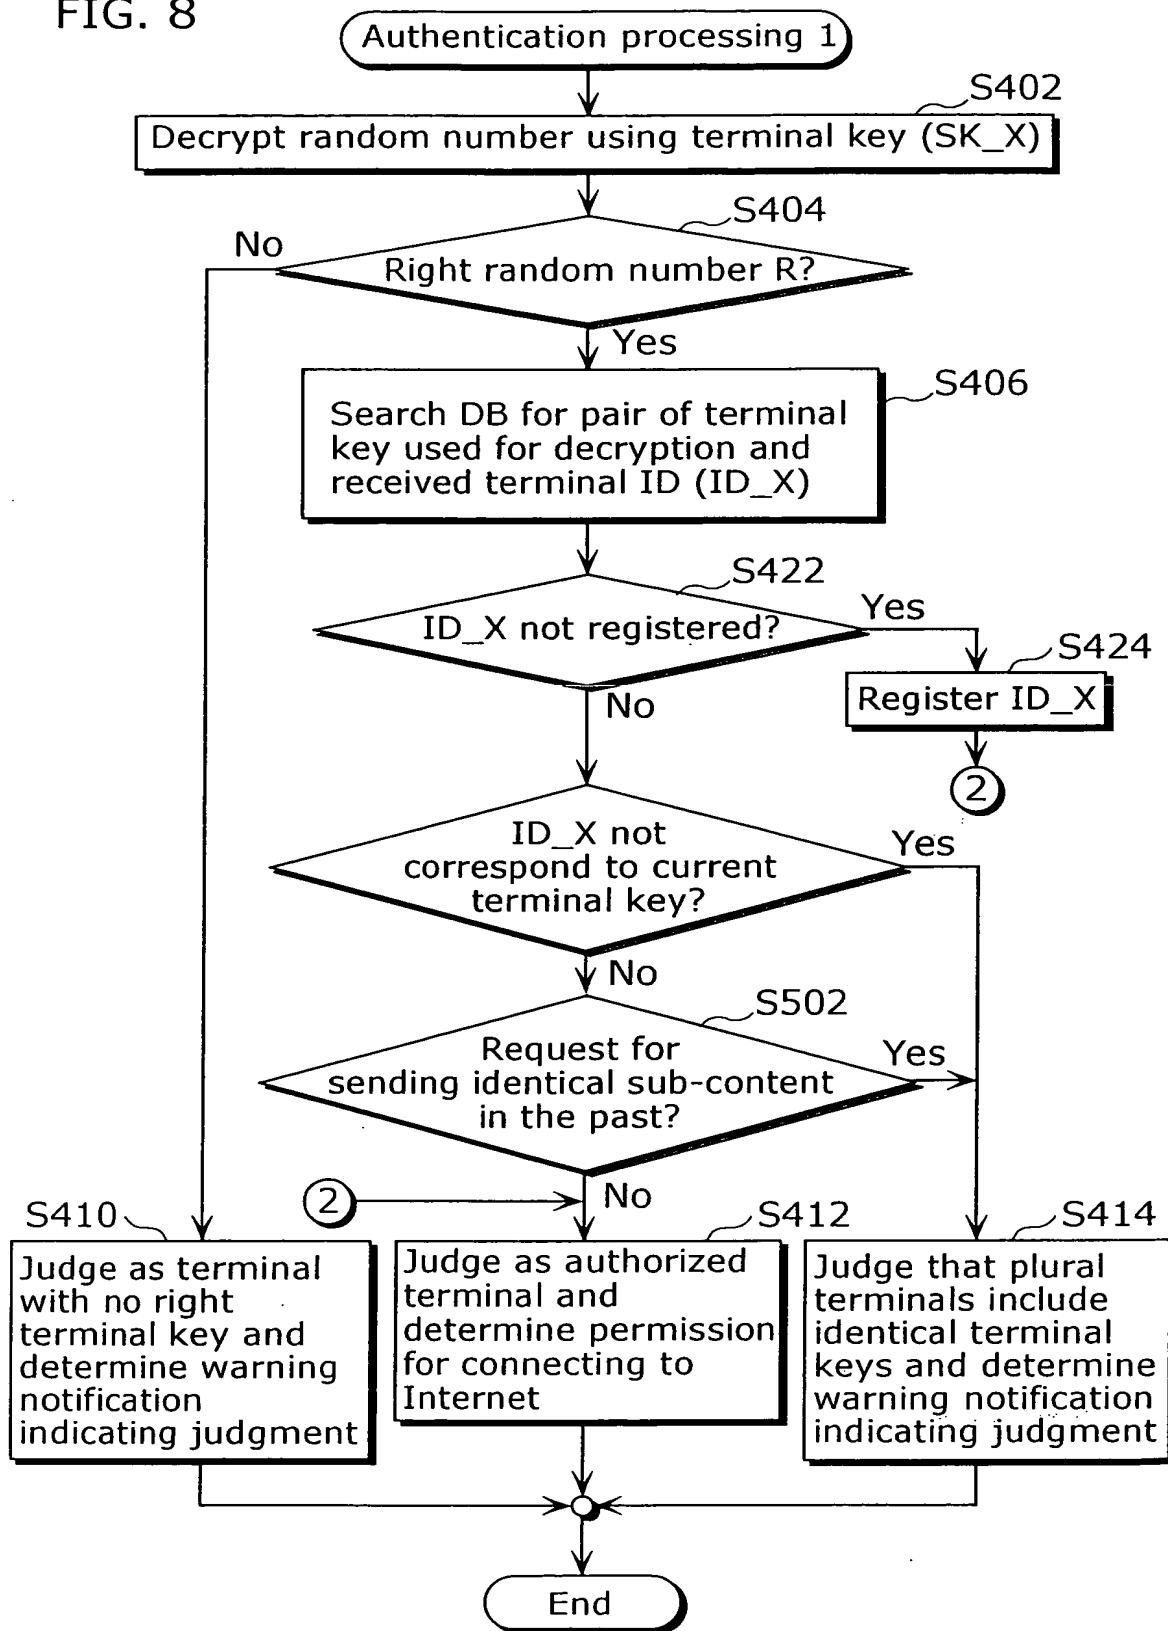 FIG. 8
Authentication processing 1
S402
Decrypt random number using terminal key (SK_X)
S404
No
Right random number R?
Yes
S406
Search DB for pair of terminal
key used for decryption and
received terminal ID (ID_X)
S422
Yes
ID_X not registered?
S424
No
Register ID_X
2
ID_X not
correspond to current
terminal key?
Yes
No
S502
Request for
sending identical sub-content
in the past?
Yes
2
No
S410
Judge as terminal
with no right
terminal key and
determine warning
notification
indicating judgment
S412
Judge as authorized
terminal and
determine permission
for connecting to
Internet
S414
Judge that plural
terminals include
identical terminal
keys and determine
warning notification
indicating judgment
End